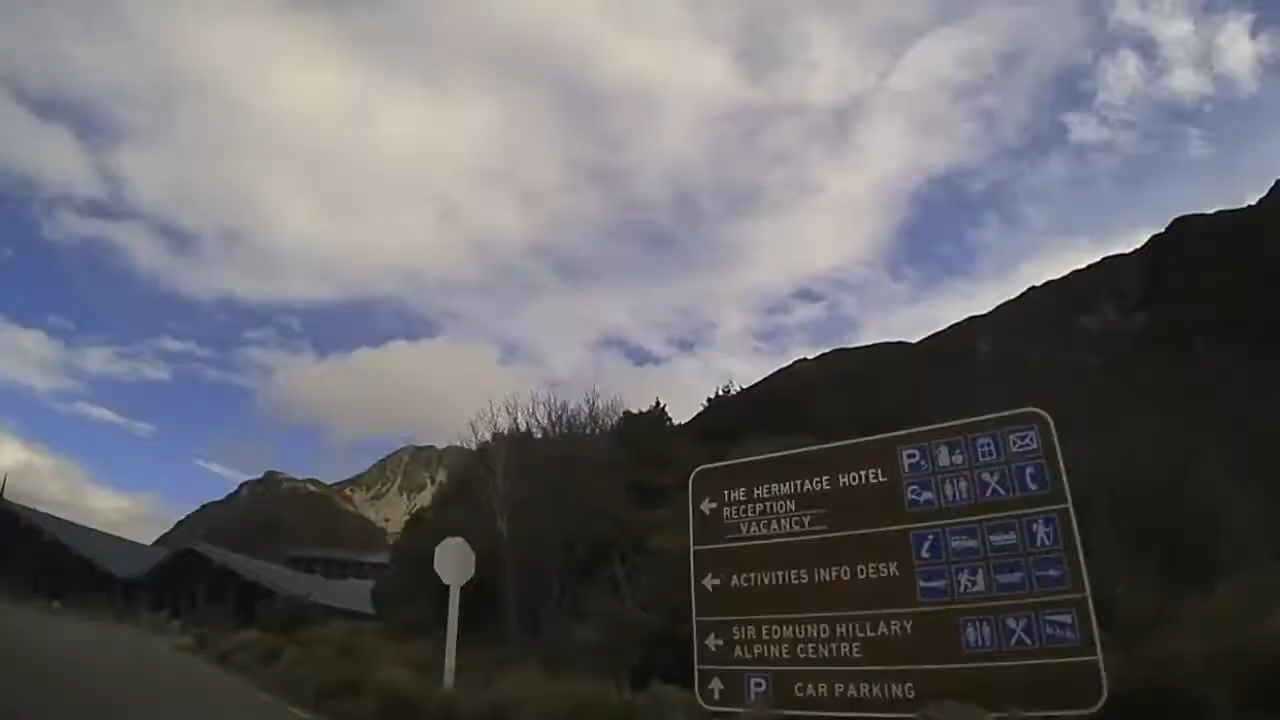 THE HERMITAGE HOTEL
RECEPTION
VACANCY
P
ACTIVITIES INFO DESK
i
SIR EDMUND HILLARY
ALPINE CENTRE
P CAR PARKING